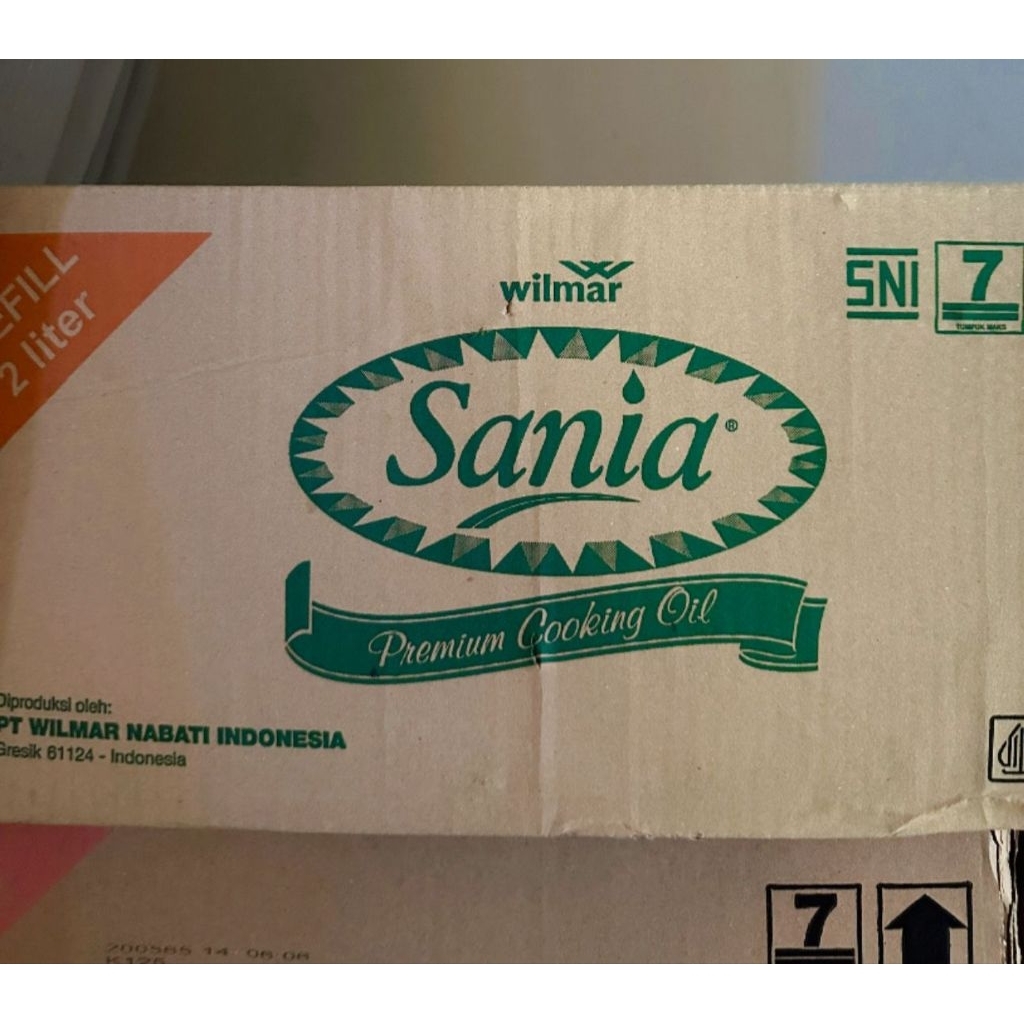 EFILL
2 liter
wilmar
SNI
7
TUMPUK MAKS
Sania®
Premium Cooking Oil
Diproduksi oleh:
PT WILMAR NABATI INDONESIA
Gresik 61124 - Indonesia
7